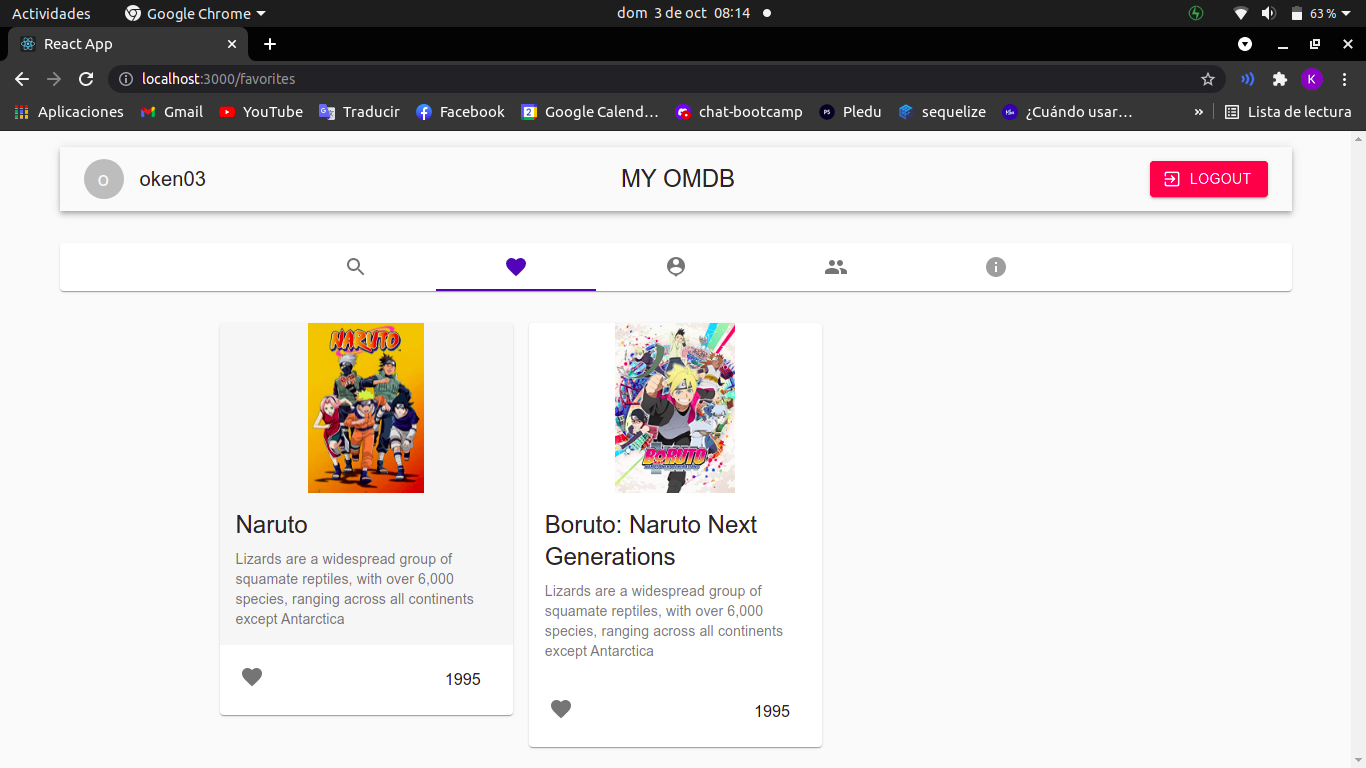 Actividades
Google Chrome
dom 3 de oct 08:14
63 %
React App
localhost:3000/favorites
K
Aplicaciones
Gmail
YouTube
Traducir
Facebook
Google Calend…
chat-bootcamp
Pledu
sequelize
¿Cuándo usar…
»
Lista de lectura
o
oken03
MY OMDB
LOGOUT
NARUTO
BORUTO
Naruto
Lizards are a widespread group of
squamate reptiles, with over 6,000
species, ranging across all continents
except Antarctica
1995
Boruto: Naruto Next
Generations
Lizards are a widespread group of
squamate reptiles, with over 6,000
species, ranging across all continents
except Antarctica
1995